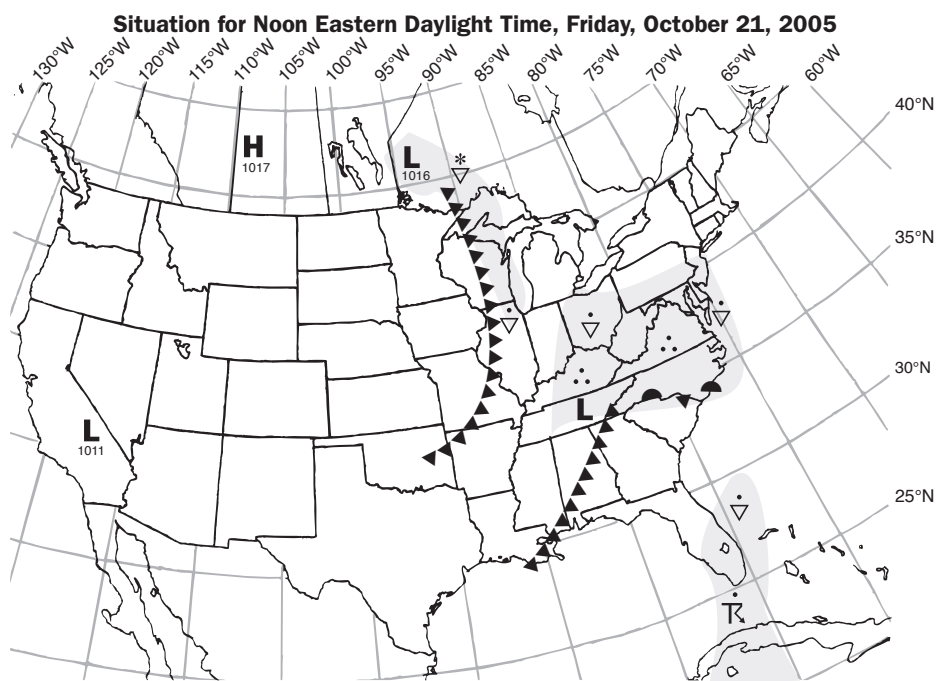 Situation for Noon Eastern Daylight Time, Friday, October 21, 2005
130°W 125°W 120°W 115°W 110°W 105°W 100°W 95°W 90°W 85°W 80°W 75°W 70°W 65°W 60°W
40°N
H
1017
L
1016
35°N
30°N
L
L
1011
25°N